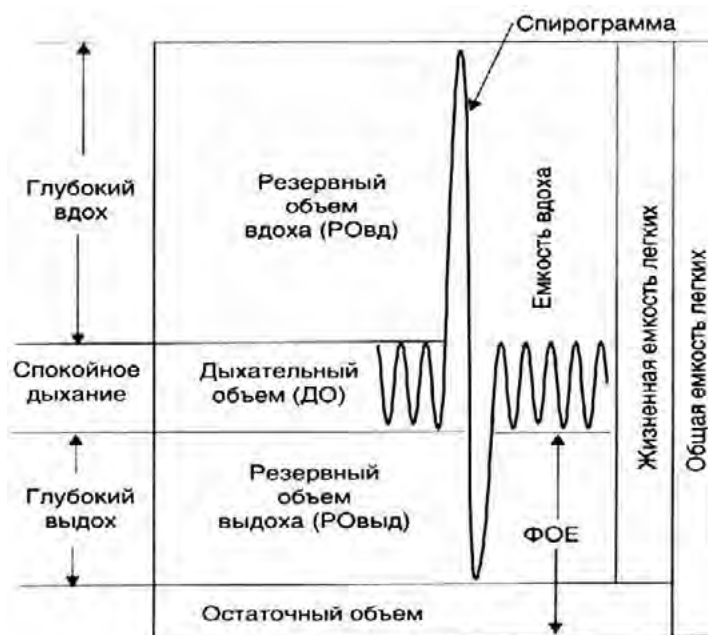 Спирограмма
Глубокий
вдох
Резервный
объем
вдоха (РОвд)
Емкость вдоха
Жизненная емкость легких
Общая емкость легких
Спокойное
дыхание
Дыхательный
объем (ДО)
Глубокий
выдох
Резервный
объем
выдоха (РОвыд)
ФОЕ
Остаточный объем